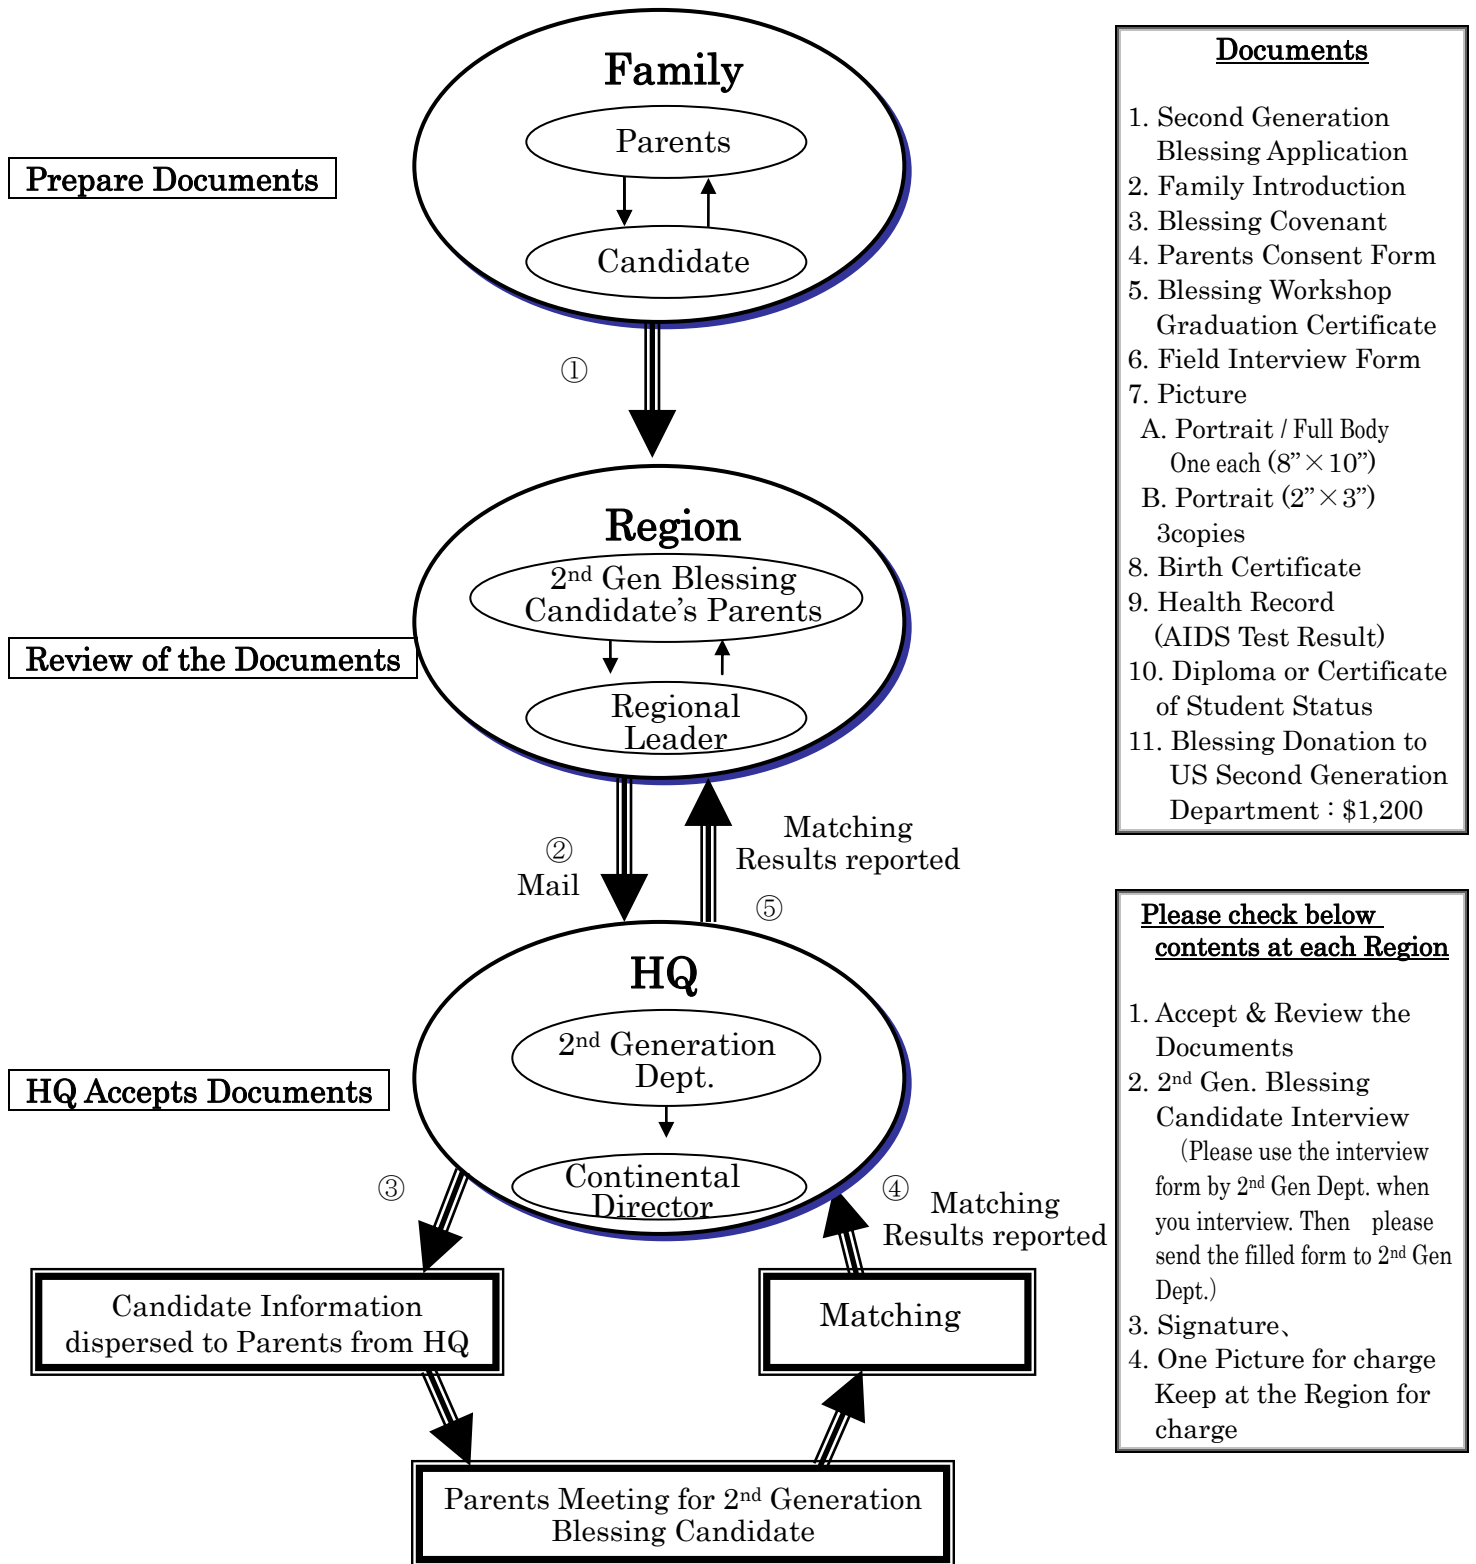 Family
Parents
Prepare Documents
Candidate
①
Region
2nd Gen Blessing
Candidate's Parents
Review of the Documents
Regional
Leader
②
Mail
Matching
Results reported
⑤
HQ
2nd Generation
Dept.
HQ Accepts Documents
Continental
Director
③
④
Matching
Results reported
Candidate Information
dispersed to Parents from HQ
Matching
Parents Meeting for 2nd Generation
Blessing Candidate
Documents
1. Second Generation
Blessing Application
2. Family Introduction
3. Blessing Covenant
4. Parents Consent Form
5. Blessing Workshop
Graduation Certificate
6. Field Interview Form
7. Picture
A. Portrait / Full Body
One each (8”×10”)
B. Portrait (2”×3”)
3copies
8. Birth Certificate
9. Health Record
(AIDS Test Result)
10. Diploma or Certificate
of Student Status
11. Blessing Donation to
US Second Generation
Department：$1,200
Please check below
contents at each Region
1. Accept & Review the
Documents
2. 2nd Gen. Blessing
Candidate Interview
（Please use the interview
form by 2nd Gen Dept. when
you interview. Then please
send the filled form to 2nd Gen
Dept.）
3. Signature、
4. One Picture for charge
Keep at the Region for
charge